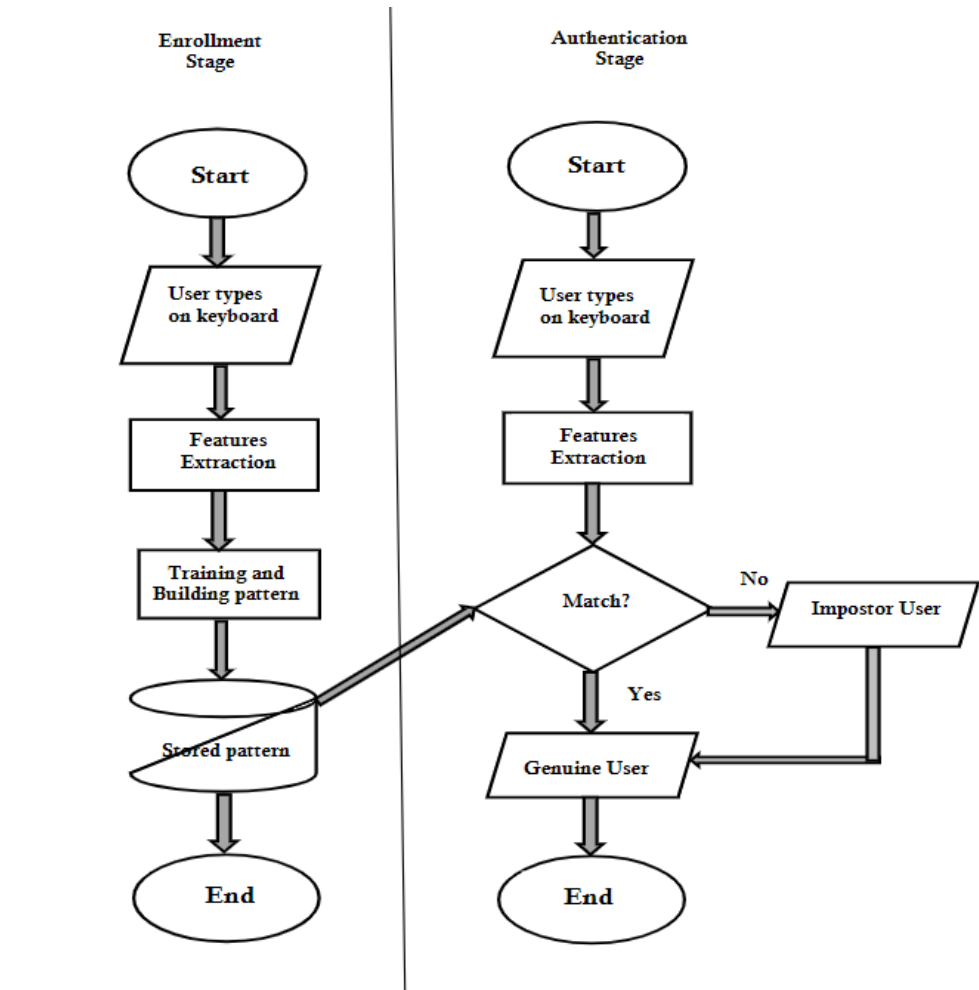 Enrollment
Stage
Start
User types
on keyboard
Features
Extraction
Training and
Building pattern
Stored pattern
End
Authentication
Stage
Start
User types
on keyboard
Features
Extraction
Match?
No
Impostor User
Yes
Genuine User
End